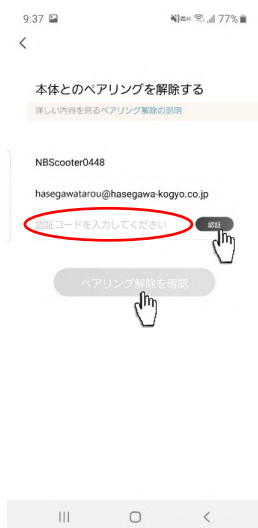 9:37 77%
本体とのペアリングを解除する
詳しい内容を見るペアリング解除の説明
NBScooter0448
hasegawatarou@hasegawa-kogyo.co.jp
認証コードを入力してください 認証
ペアリング解除を確認